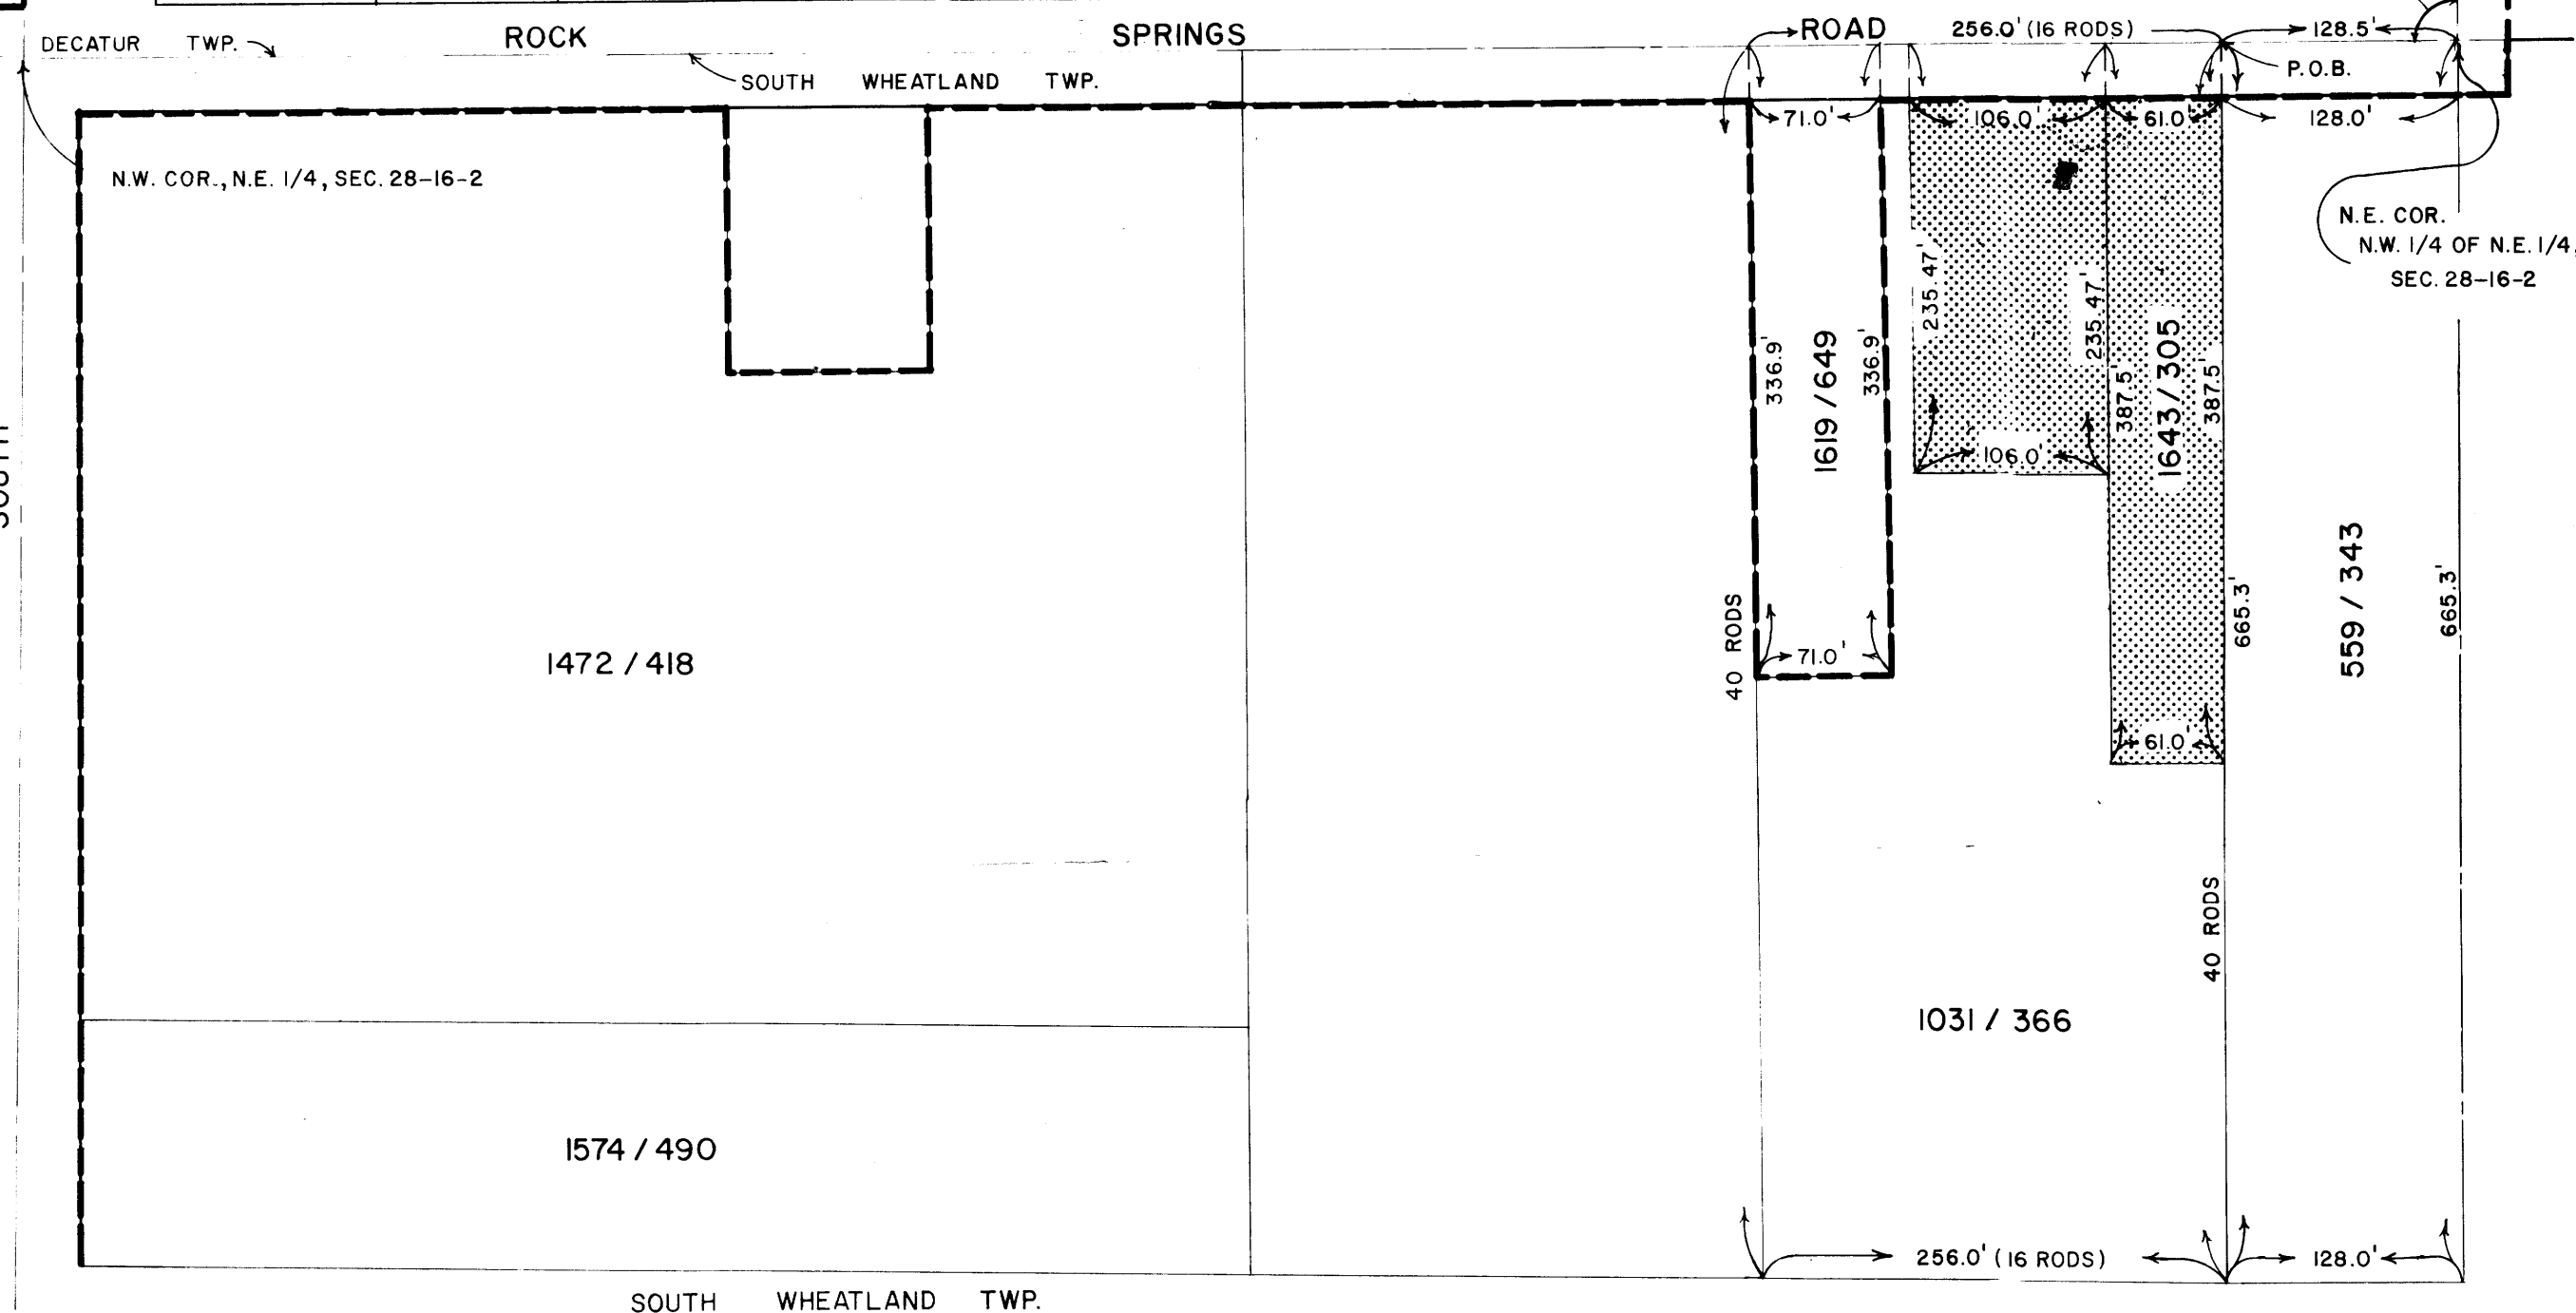 ROCK SPRINGS ROAD 256.0' (16 RODS) 128.5'
DECATUR TWP.
SOUTH WHEATLAND TWP.
P.O.B.
71.0' 106.0' 61.0' 128.0'
N.W. COR., N.E. 1/4, SEC. 28-16-2
N.E. COR.
N.W. 1/4 OF N.E. 1/4,
SEC. 28-16-2
235.47'
235.47'
336.9'
1619 / 649
336.9'
387.5'
1643/305
387.5'
106.0'
SOUTH
40 RODS
71.0'
665.3'
559 / 343
665.3'
1472 / 418
61.0'
40 RODS
1031 / 366
1574 / 490
256.0' (16 RODS) 128.0'
SOUTH WHEATLAND TWP.